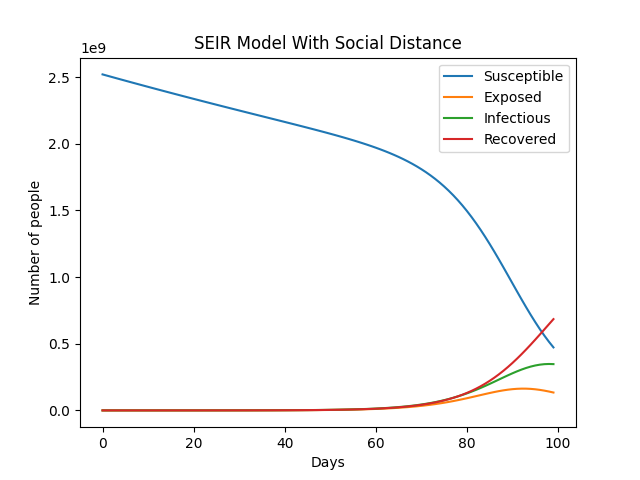 SEIR Model With Social Distance
1e9
2.5
2.0
1.5
1.0
0.5
0.0
Number of people
Susceptible
Exposed
Infectious
Recovered
0 20 40 60 80 100
Days